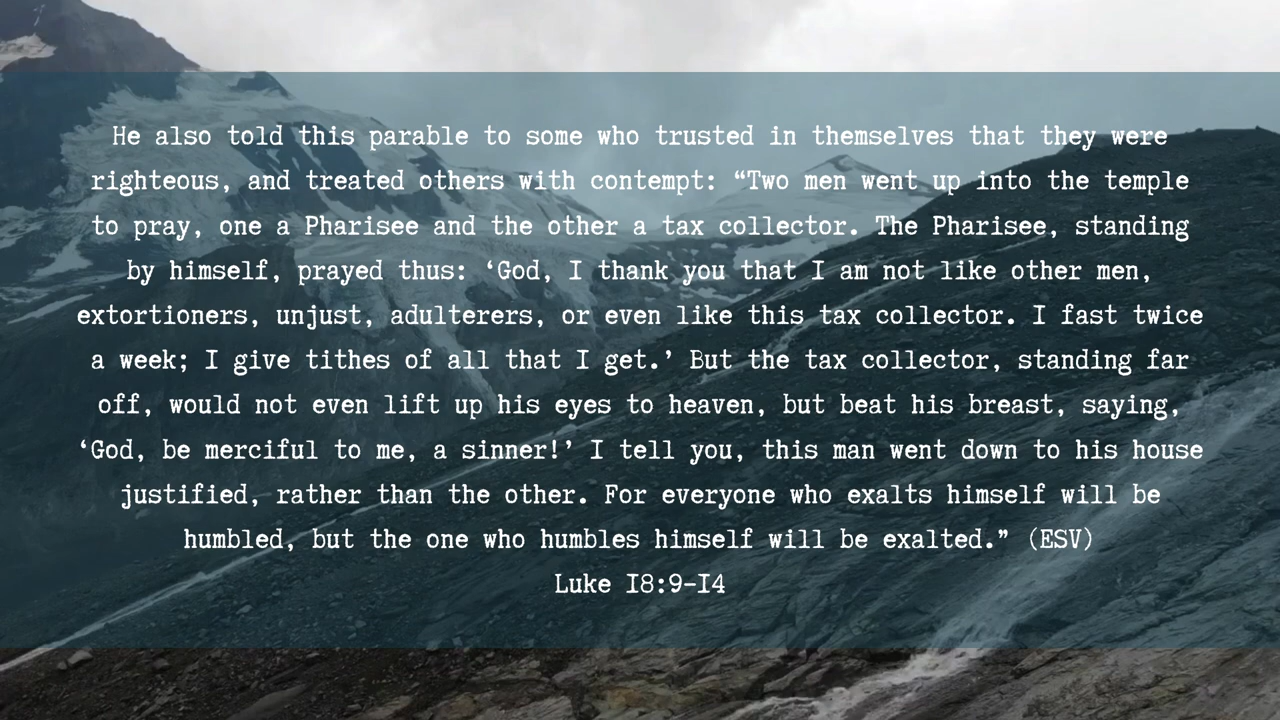 He also told this parable to some who trusted in themselves that they were
righteous, and treated others with contempt: “Two men went up into the temple
to pray, one a Pharisee and the other a tax collector. The Pharisee, standing
by himself, prayed thus: ‘God, I thank you that I am not like other men,
extortioners, unjust, adulterers, or even like this tax collector. I fast twice
a week; I give tithes of all that I get.’ But the tax collector, standing far
off, would not even lift up his eyes to heaven, but beat his breast, saying,
‘God, be merciful to me, a sinner!’ I tell you, this man went down to his house
justified, rather than the other. For everyone who exalts himself will be
humbled, but the one who humbles himself will be exalted.” (ESV)
Luke 18:9-14